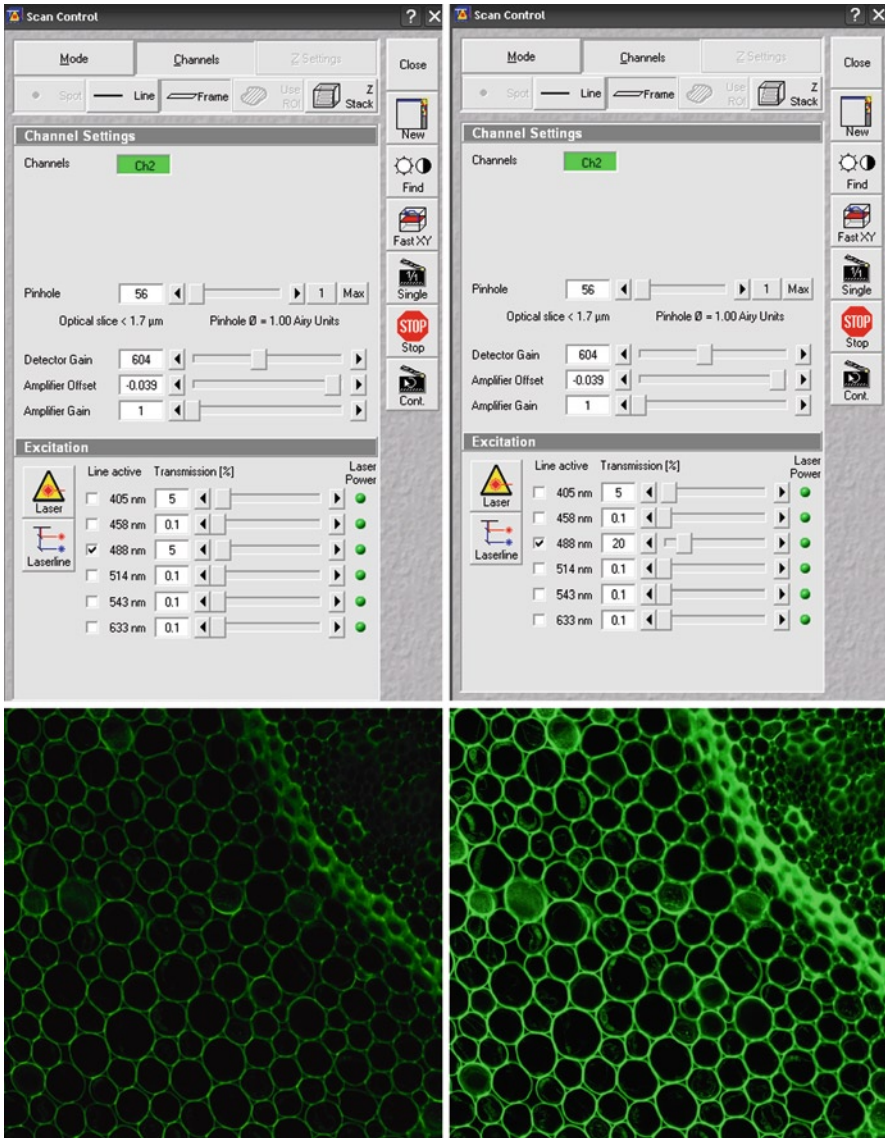 Scan Control
? X
Mode
Channels
Z Settings
Close
Spot
Line
Frame
Use
ROI
Z
Stack
New
Channel Settings
Channels
Ch2
Find
Fast XY
Pinhole
56
1
Max
Single
Optical slice < 1.7 µm
Pinhole Ø = 1.00 Airy Units
STOP
Stop
Detector Gain
604
Amplifier Offset
-0.039
Cont.
Amplifier Gain
1
Excitation
Line active
Transmission [%]
Laser
Power
Laser
405 nm 5
458 nm 0.1
Laserline
488 nm 5
514 nm 0.1
543 nm 0.1
633 nm 0.1
Scan Control
? X
Mode
Channels
Z Settings
Close
Spot
Line
Frame
Use
ROI
Z
Stack
New
Channel Settings
Channels
Ch2
Find
Fast XY
Pinhole
56
1
Max
1/1
Single
Optical slice < 1.7 µm
Pinhole Ø = 1.00 Airy Units
STOP
Stop
Detector Gain
604
Amplifier Offset
-0.039
Cont.
Amplifier Gain
1
Excitation
Line active
Transmission [%]
Laser
Power
Laser
405 nm 5
458 nm 0.1
Laserline
488 nm 20
514 nm 0.1
543 nm 0.1
633 nm 0.1